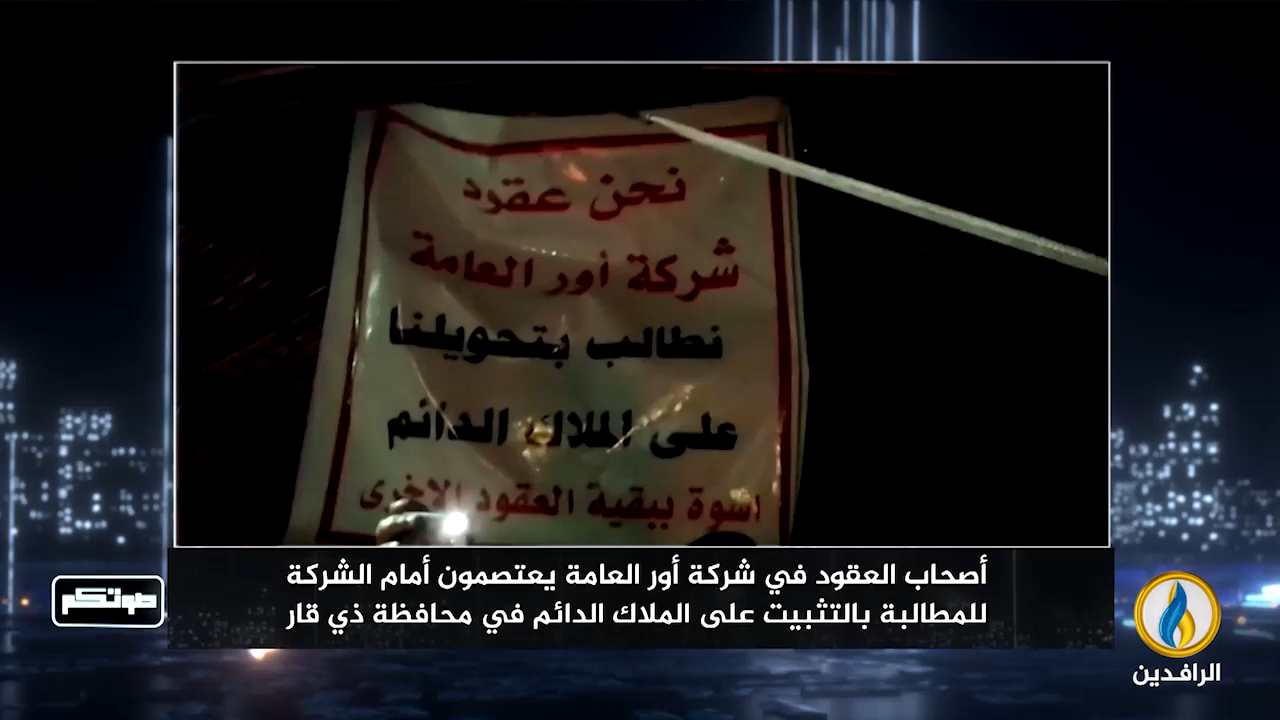 نحن عقود
شركة أور العامة
نطالب بتحويلنا
على الملاك الدائم
اسوة ببقية العقود الاخرى
أصحاب العقود في شركة أور العامة يعتصمون أمام الشركة
للمطالبة بالتثبيت على الملاك الدائم في محافظة ذي قار
صوتكم
الرافدين